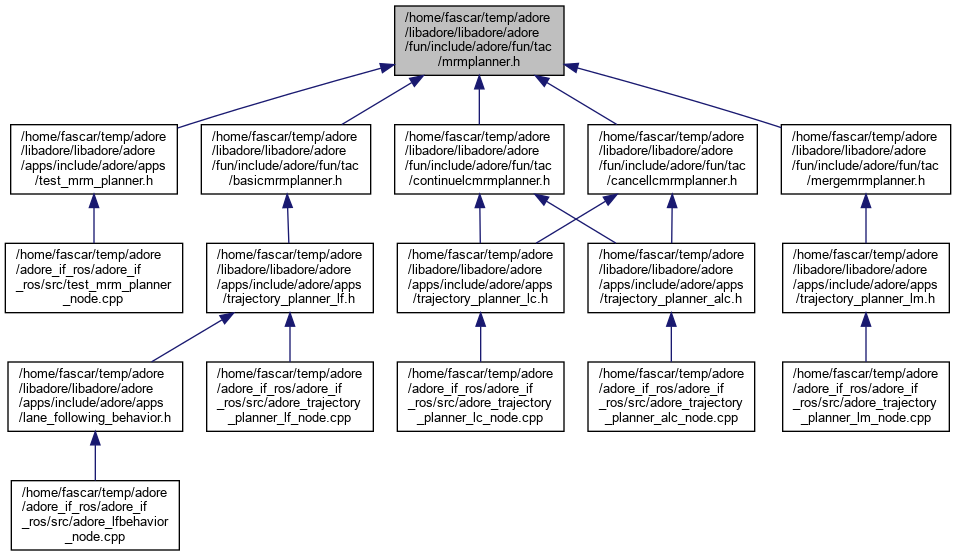 /home/fascar/temp/adore
/libadore/libadore/adore
/fun/include/adore/fun/tac
/mrmplanner.h
/home/fascar/temp/adore
/libadore/libadore/adore
/apps/include/adore/apps
/test_mrm_planner.h
/home/fascar/temp/adore
/libadore/libadore/adore
/fun/include/adore/fun/tac
/basicmrmplanner.h
/home/fascar/temp/adore
/libadore/libadore/adore
/fun/include/adore/fun/tac
/continuelcmrmplanner.h
/home/fascar/temp/adore
/libadore/libadore/adore
/fun/include/adore/fun/tac
/cancellcmrmplanner.h
/home/fascar/temp/adore
/libadore/libadore/adore
/fun/include/adore/fun/tac
/mergemrmplanner.h
/home/fascar/temp/adore
/adore_if_ros/adore_if
_ros/src/test_mrm_planner
_node.cpp
/home/fascar/temp/adore
/libadore/libadore/adore
/apps/include/adore/apps
/trajectory_planner_lf.h
/home/fascar/temp/adore
/libadore/libadore/adore
/apps/include/adore/apps
/trajectory_planner_lc.h
/home/fascar/temp/adore
/libadore/libadore/adore
/apps/include/adore/apps
/trajectory_planner_alc.h
/home/fascar/temp/adore
/libadore/libadore/adore
/apps/include/adore/apps
/trajectory_planner_lm.h
/home/fascar/temp/adore
/libadore/libadore/adore
/apps/include/adore/apps
/lane_following_behavior.h
/home/fascar/temp/adore
/adore_if_ros/adore_if
_ros/src/adore_trajectory
_planner_lf_node.cpp
/home/fascar/temp/adore
/adore_if_ros/adore_if
_ros/src/adore_trajectory
_planner_lc_node.cpp
/home/fascar/temp/adore
/adore_if_ros/adore_if
_ros/src/adore_trajectory
_planner_alc_node.cpp
/home/fascar/temp/adore
/adore_if_ros/adore_if
_ros/src/adore_trajectory
_planner_lm_node.cpp
/home/fascar/temp/adore
/adore_if_ros/adore_if
_ros/src/adore_lfbehavior
_node.cpp